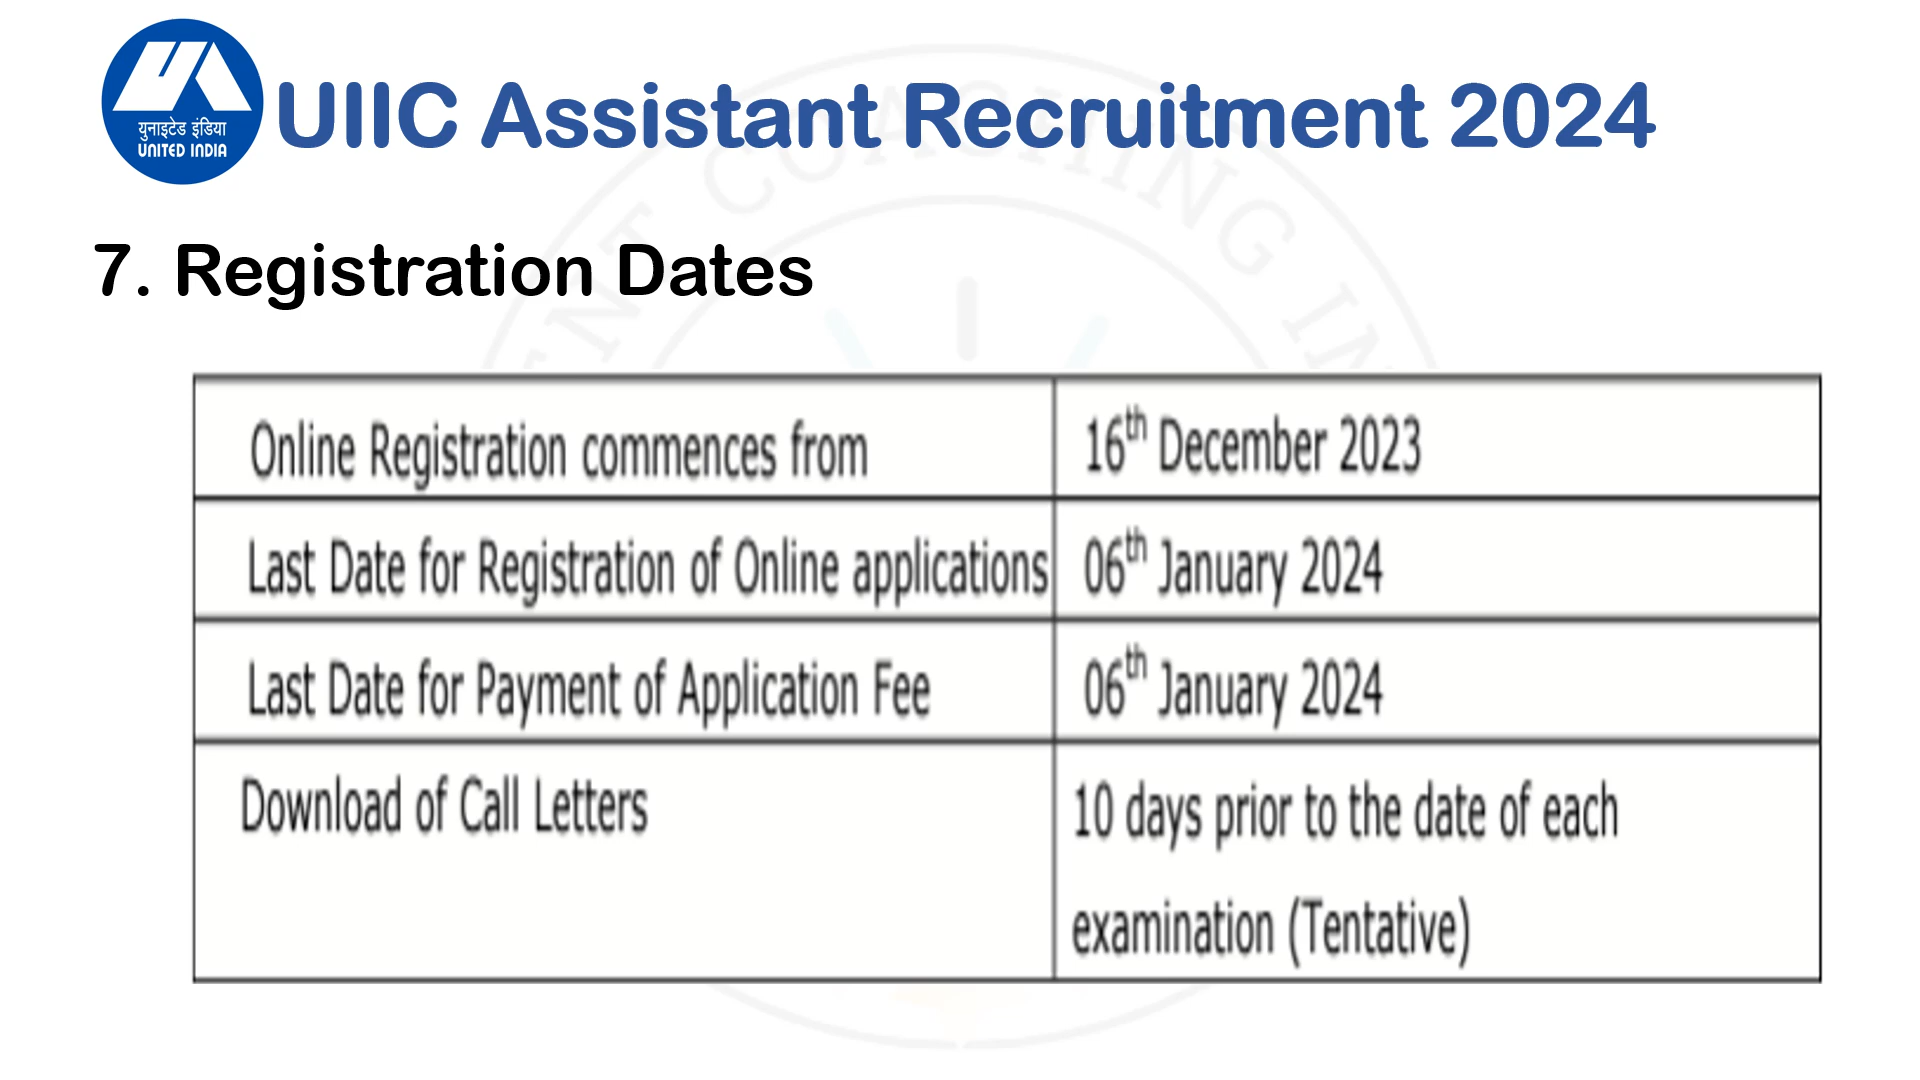 युनाइटेड इंडिया
UNITED INDIA
UIIC Assistant Recruitment 2024
7. Registration Dates
Online Registration commences from 16th December 2023
Last Date for Registration of Online applications 06th January 2024
Last Date for Payment of Application Fee 06th January 2024
Download of Call Letters 10 days prior to the date of each
examination (Tentative)
COACHING